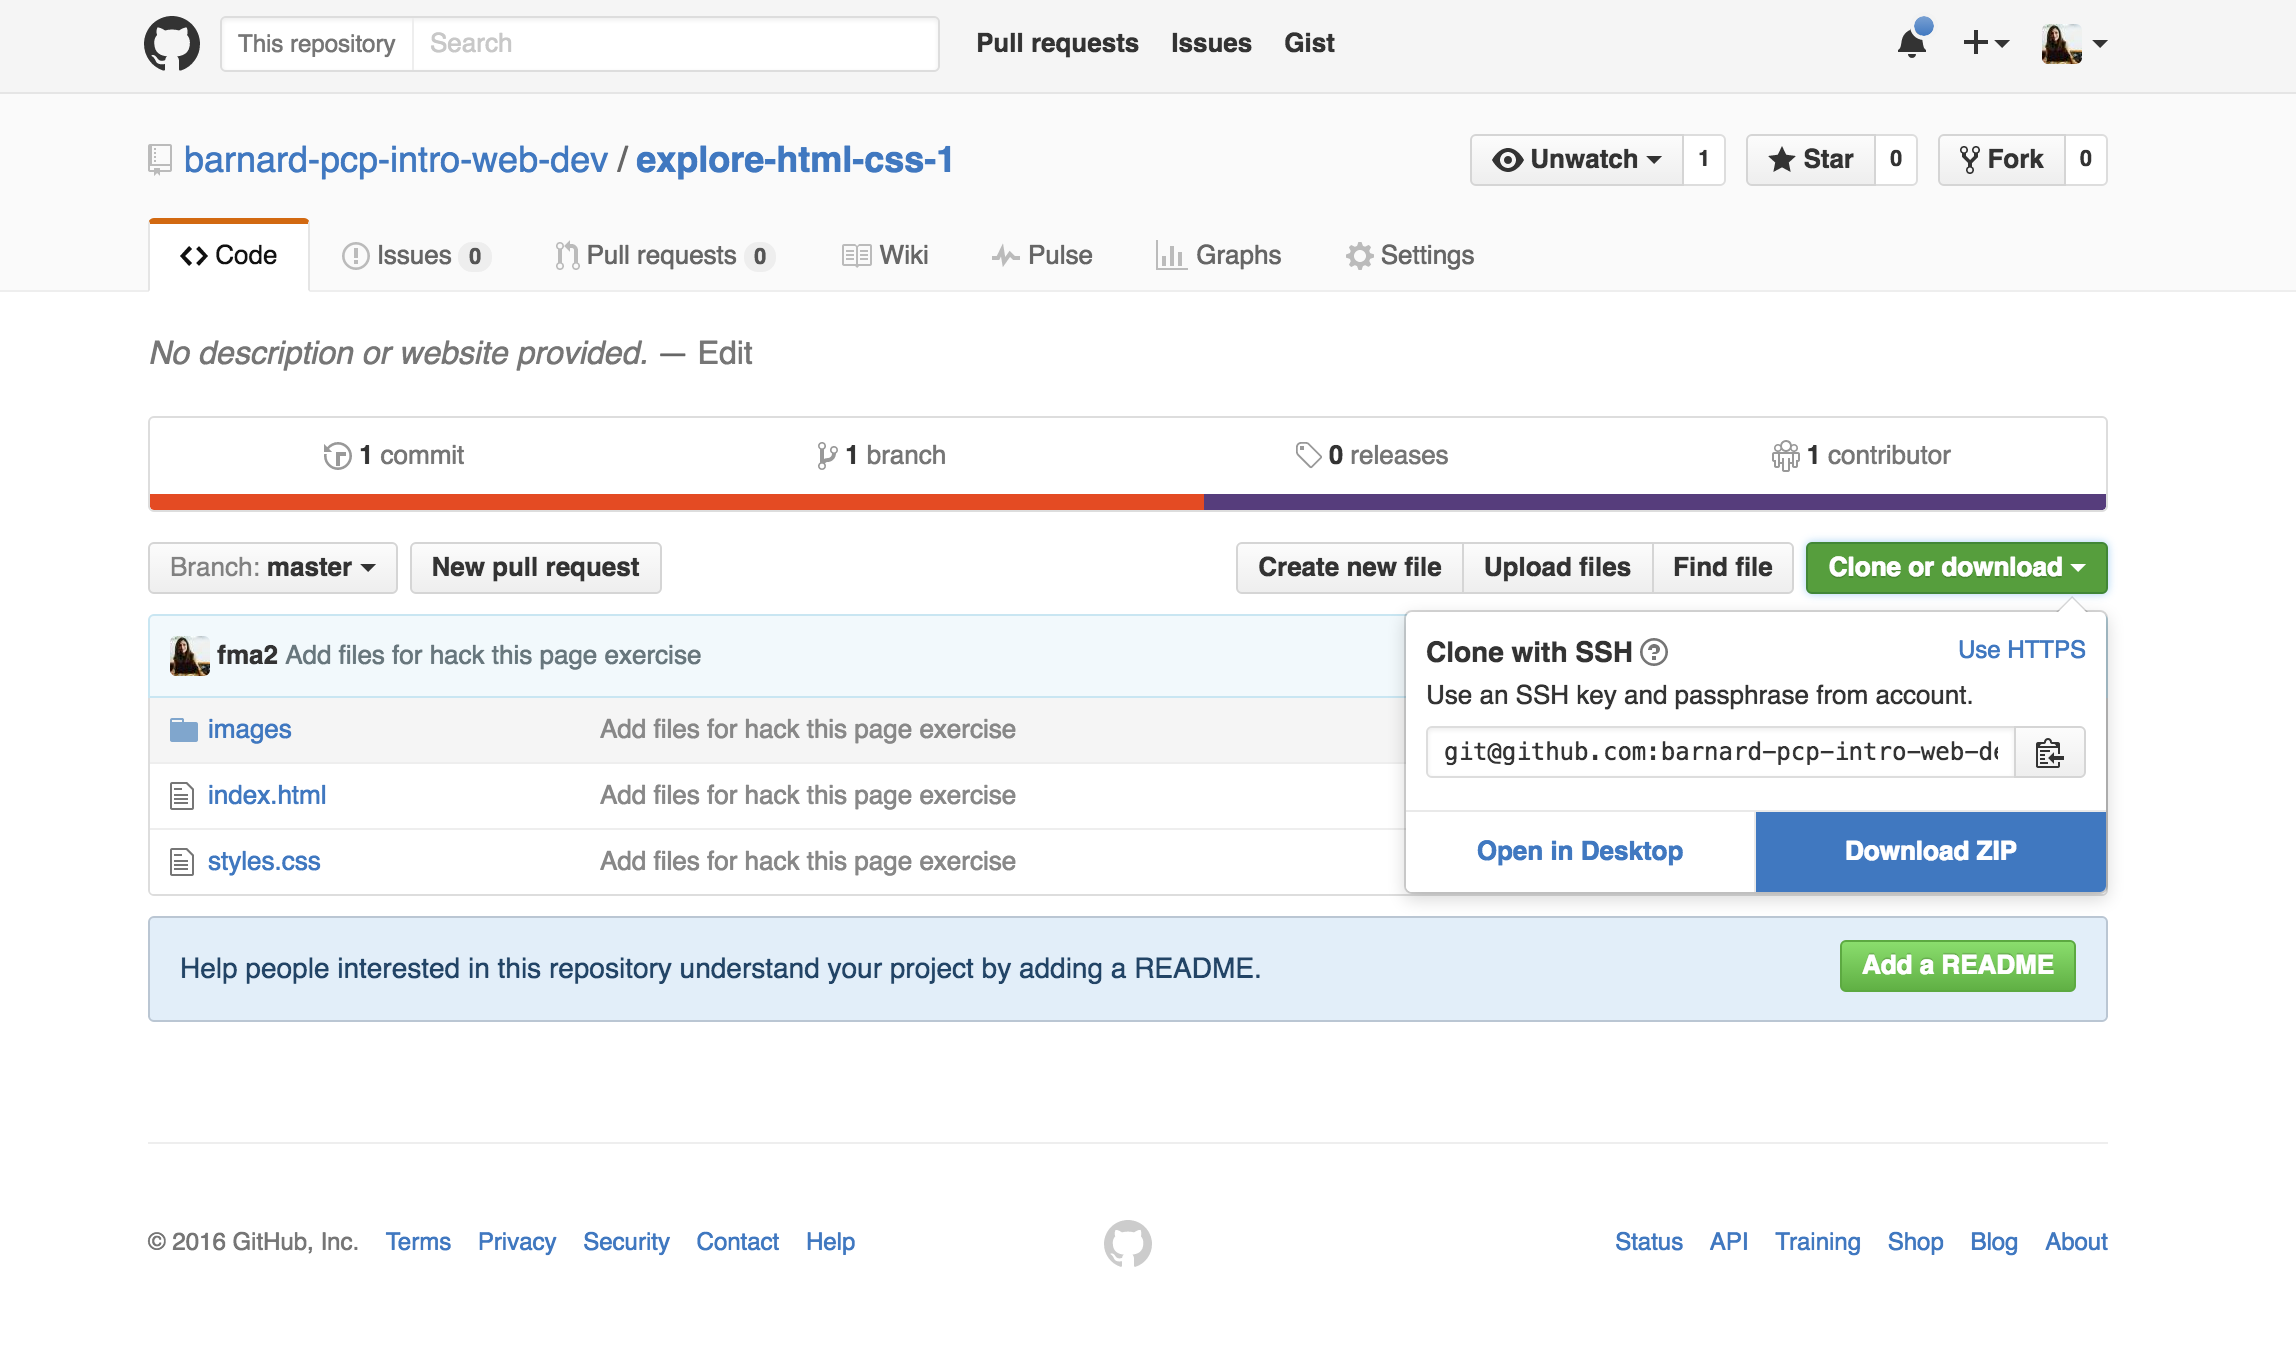 This repository Search Pull requests Issues Gist
barnard-pcp-intro-web-dev / explore-html-css-1 Unwatch 1 Star 0 Fork 0
Code Issues 0 Pull requests 0 Wiki Pulse Graphs Settings
No description or website provided. — Edit
1 commit 1 branch 0 releases 1 contributor
Branch: master New pull request Create new file Upload files Find file Clone or download
fma2 Add files for hack this page exercise
images Add files for hack this page exercise
index.html Add files for hack this page exercise
styles.css Add files for hack this page exercise
Clone with SSH ? Use HTTPS
Use an SSH key and passphrase from account.
git@github.com:barnard-pcp-intro-web-de
Open in Desktop Download ZIP
Help people interested in this repository understand your project by adding a README. Add a README
© 2016 GitHub, Inc. Terms Privacy Security Contact Help Status API Training Shop Blog About